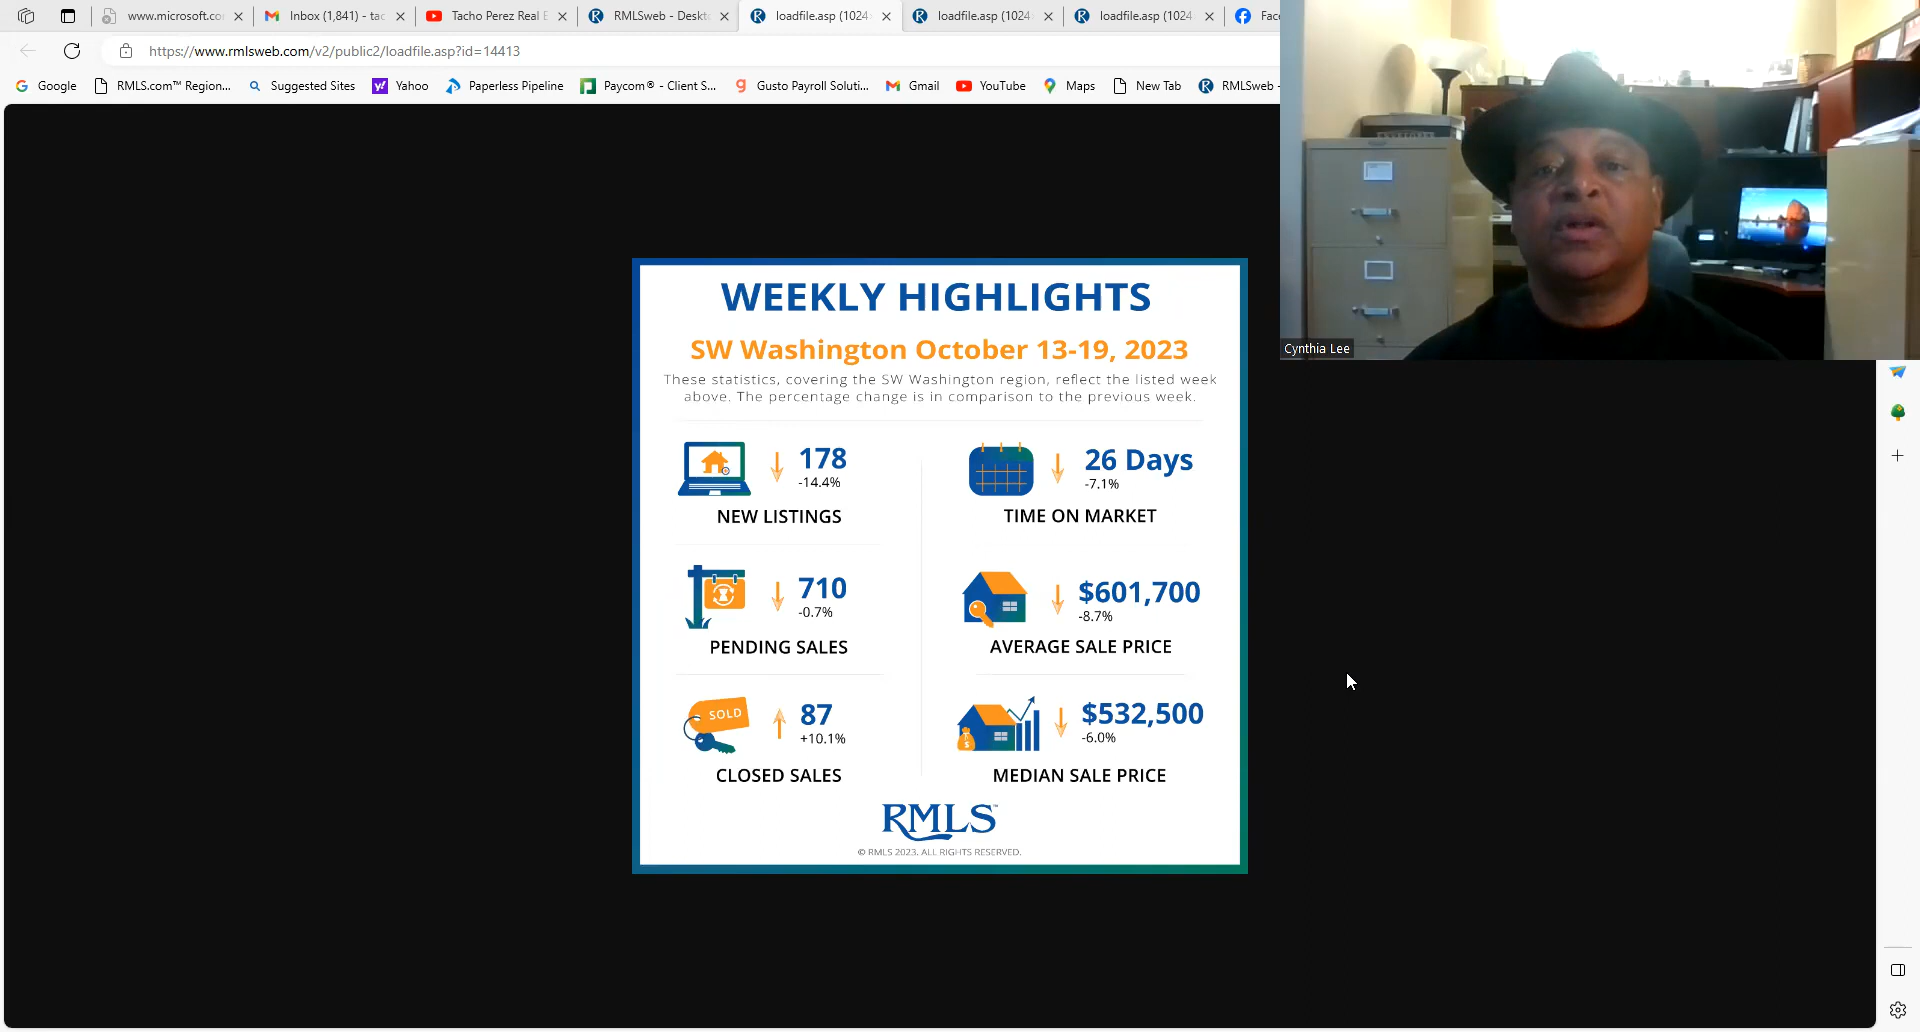 www.microsoft.co
Inbox (1,841) - tac
Tacho Perez Real E
RMLSweb - Deskt
loadfile.asp (1024
loadfile.asp (1024
loadfile.asp (1024
Fac
https://www.rmlsweb.com/v2/public2/loadfile.asp?id=14413
Google
RMLS.com™ Region...
Suggested Sites
Yahoo
Paperless Pipeline
Paycom® - Client S...
Gusto Payroll Soluti...
Gmail
YouTube
Maps
New Tab
RMLSweb -
Cynthia Lee
WEEKLY HIGHLIGHTS
SW Washington October 13-19, 2023
These statistics, covering the SW Washington region, reflect the listed week
above. The percentage change is in comparison to the previous week.
178
-14.4%
NEW LISTINGS
26 Days
-7.1%
TIME ON MARKET
710
-0.7%
PENDING SALES
$601,700
-8.7%
AVERAGE SALE PRICE
SOLD
87
+10.1%
CLOSED SALES
$532,500
-6.0%
MEDIAN SALE PRICE
RMLS™
© RMLS 2023. ALL RIGHTS RESERVED.